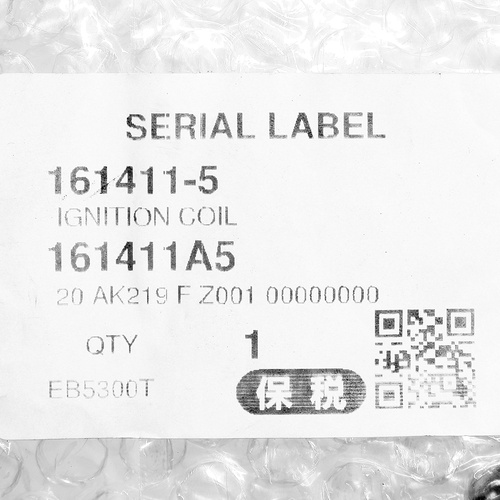 SERIAL LABEL
161411-5
IGNITION COIL
161411A5
20 AK219 F Z001 00000000
QTY 1
EB5300T 保税